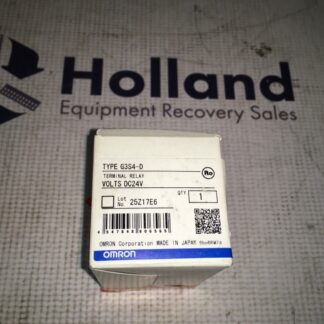 Holland
Equipment Recovery Sales
TYPE G3S4-D
TERMINAL RELAY
VOLTS DC24V
Lot No. 25Z17E6
QTY 1
OMRON Corporation MADE IN JAPAN
OMRON